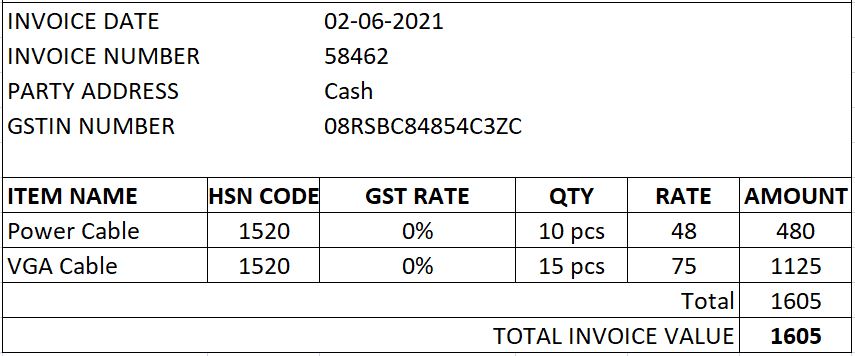 INVOICE DATE 02-06-2021
INVOICE NUMBER 58462
PARTY ADDRESS Cash
GSTIN NUMBER 08RSBC84854C3ZC
ITEM NAME HSN CODE GST RATE QTY RATE AMOUNT
Power Cable 1520 0% 10 pcs 48 480
VGA Cable 1520 0% 15 pcs 75 1125
Total 1605
TOTAL INVOICE VALUE 1605